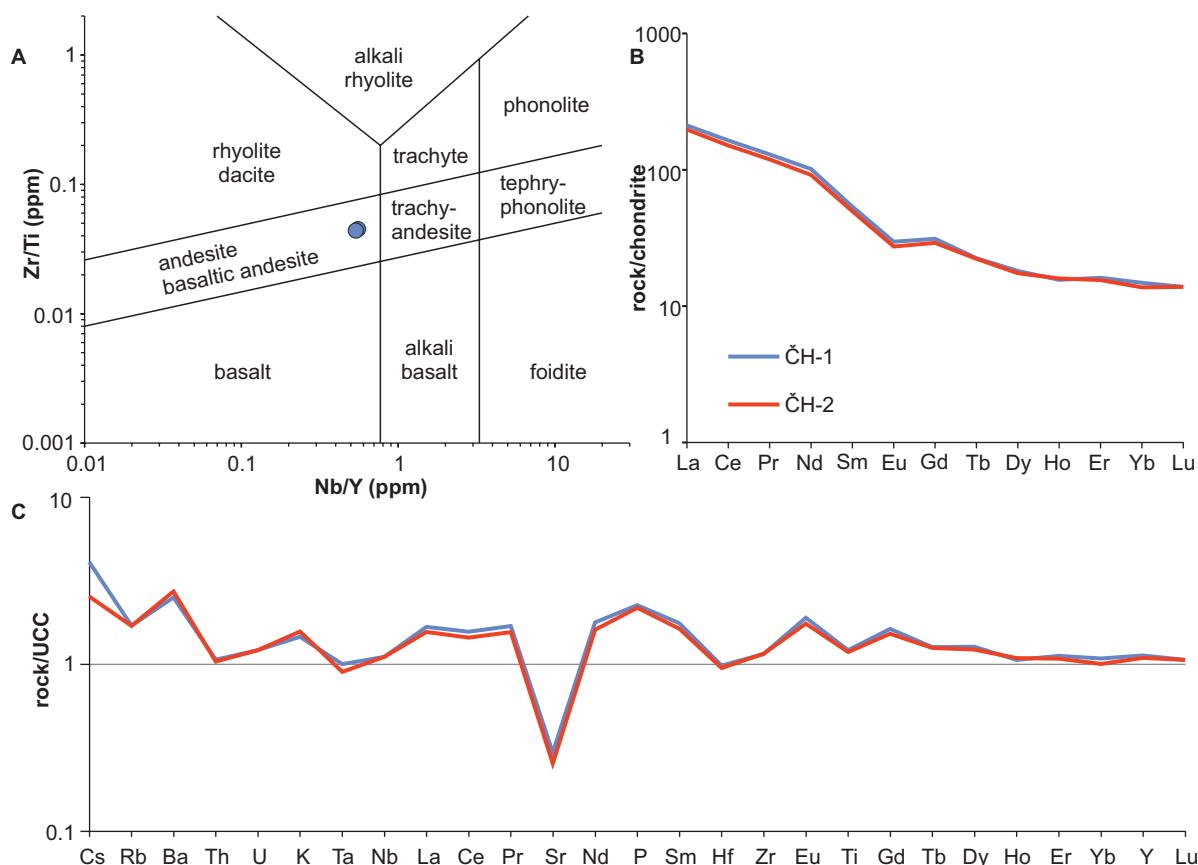 A
Zr/Ti (ppm)
1
0.1
0.01
0.001
alkali
rhyolite
phonolite
rhyolite
dacite
trachyte
tephry-
phonolite
trachy-
andesite
andesite
basaltic andesite
basalt
alkali
basalt
foidite
0.01
0.1
1
10
Nb/Y (ppm)
B
rock/chondrite
1000
100
10
1
ČH-1
ČH-2
La Ce Pr Nd Sm Eu Gd Tb Dy Ho Er Yb Lu
C
rock/UCC
10
1
0.1
Cs Rb Ba Th U K Ta Nb La Ce Pr Sr Nd P Sm Hf Zr Eu Ti Gd Tb Dy Ho Er Yb Y Lu